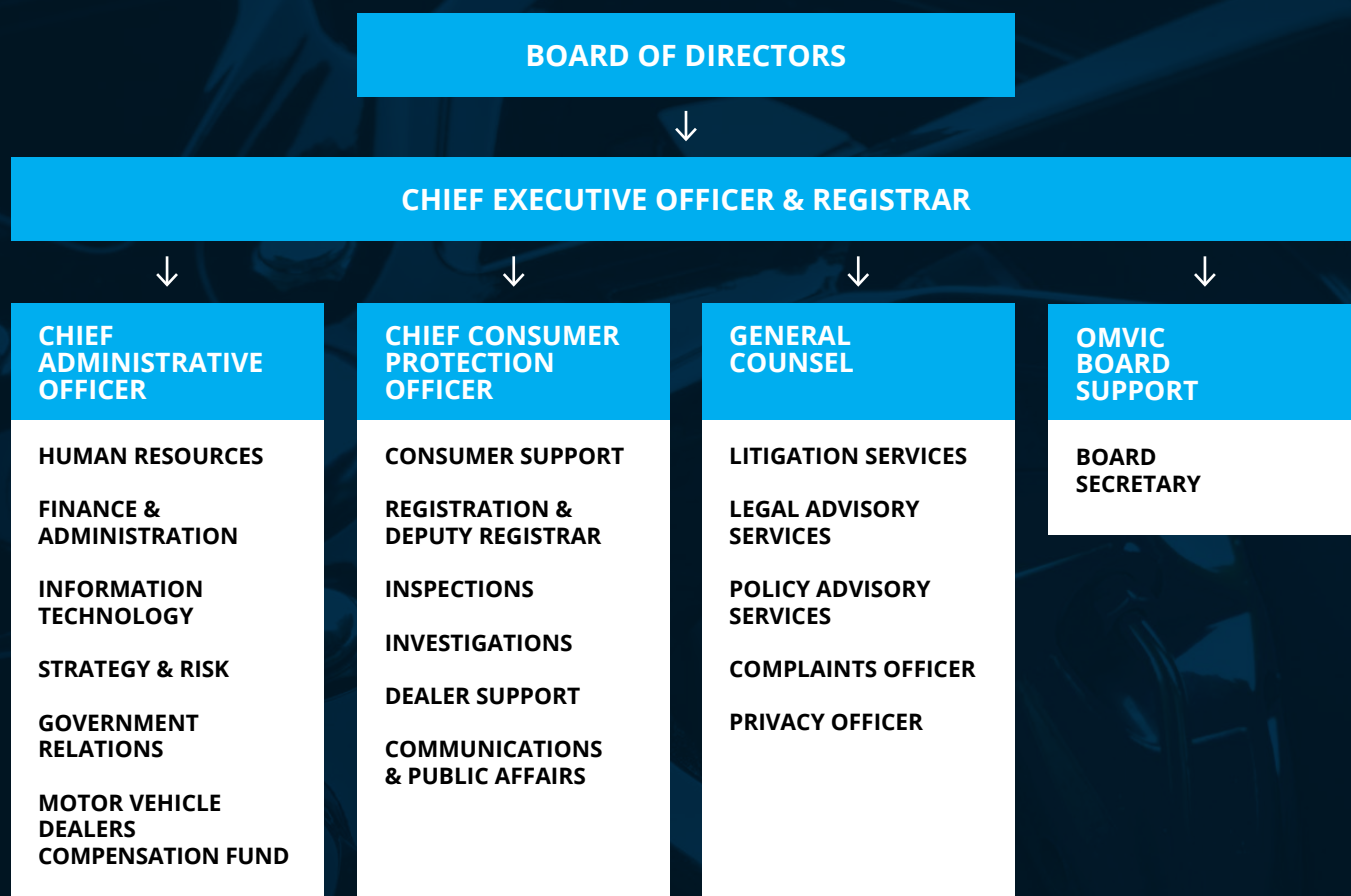 BOARD OF DIRECTORS
CHIEF EXECUTIVE OFFICER & REGISTRAR
CHIEF
ADMINISTRATIVE
OFFICER
HUMAN RESOURCES
FINANCE &
ADMINISTRATION
INFORMATION
TECHNOLOGY
STRATEGY & RISK
GOVERNMENT
RELATIONS
MOTOR VEHICLE
DEALERS
COMPENSATION FUND
CHIEF CONSUMER
PROTECTION
OFFICER
CONSUMER SUPPORT
REGISTRATION &
DEPUTY REGISTRAR
INSPECTIONS
INVESTIGATIONS
DEALER SUPPORT
COMMUNICATIONS
& PUBLIC AFFAIRS
GENERAL
COUNSEL
LITIGATION SERVICES
LEGAL ADVISORY
SERVICES
POLICY ADVISORY
SERVICES
COMPLAINTS OFFICER
PRIVACY OFFICER
OMVIC
BOARD
SUPPORT
BOARD
SECRETARY